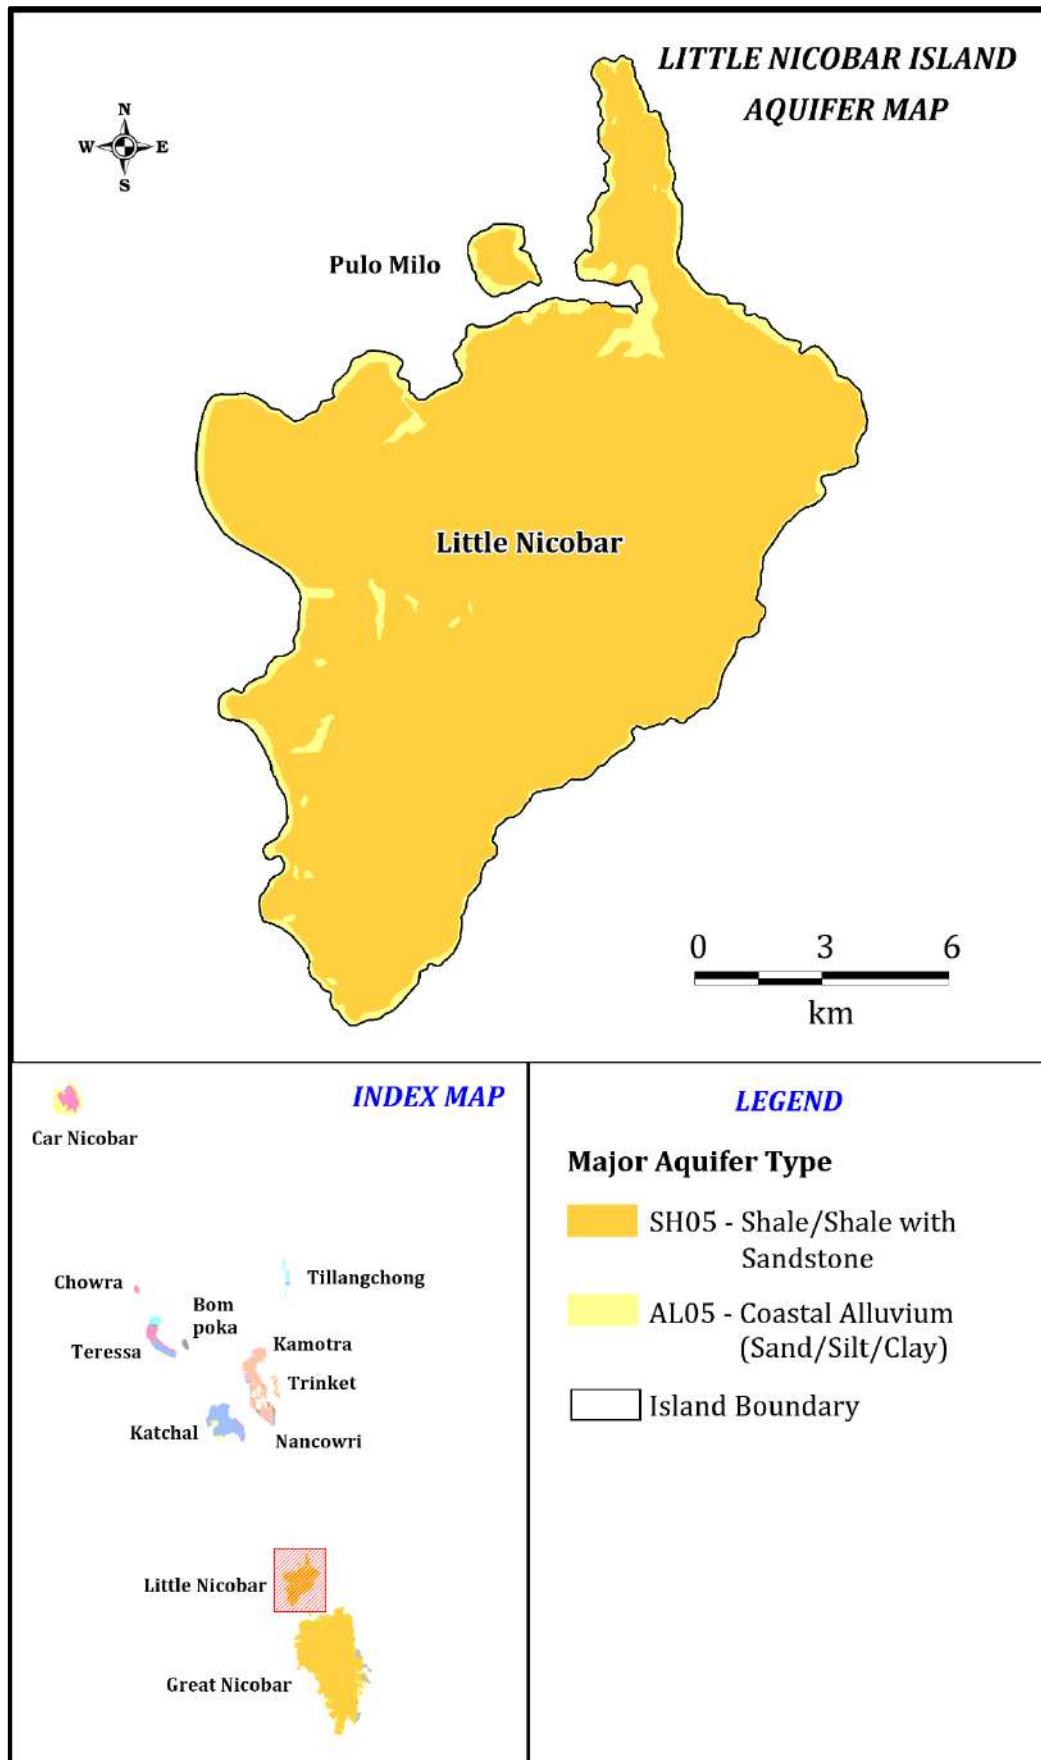 LITTLE NICOBAR ISLAND
AQUIFER MAP
N
W E
S
Pulo Milo
Little Nicobar
0 3 6
km
INDEX MAP
Car Nicobar
Chowra
Tillangchong
Bom
poka
Teressa
Kamotra
Trinket
Katchal
Nancowri
Little Nicobar
Great Nicobar
LEGEND
Major Aquifer Type
SH05 - Shale/Shale with
Sandstone
AL05 - Coastal Alluvium
(Sand/Silt/Clay)
Island Boundary